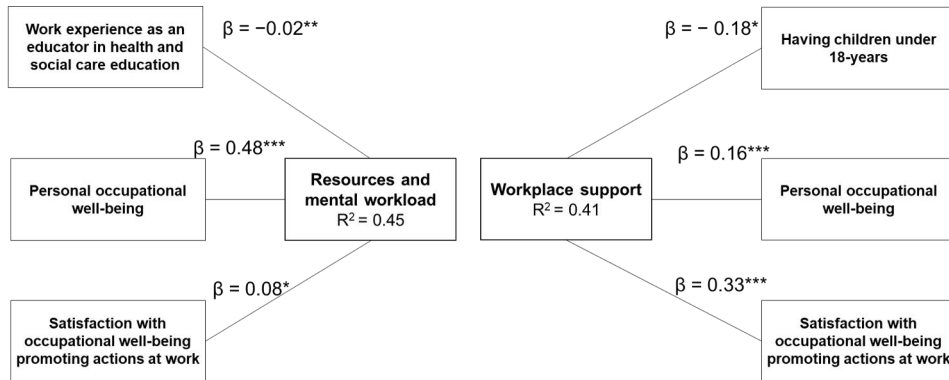 Work experience as an
educator in health and
social care education
β = −0.02**
β = − 0.18*
Having children under
18-years
Personal occupational
well-being
β = 0.48***
Resources and
mental workload
R² = 0.45
Workplace support
R² = 0.41
β = 0.16***
Personal occupational
well-being
Satisfaction with
occupational well-being
promoting actions at work
β = 0.08*
β = 0.33***
Satisfaction with
occupational well-being
promoting actions at work